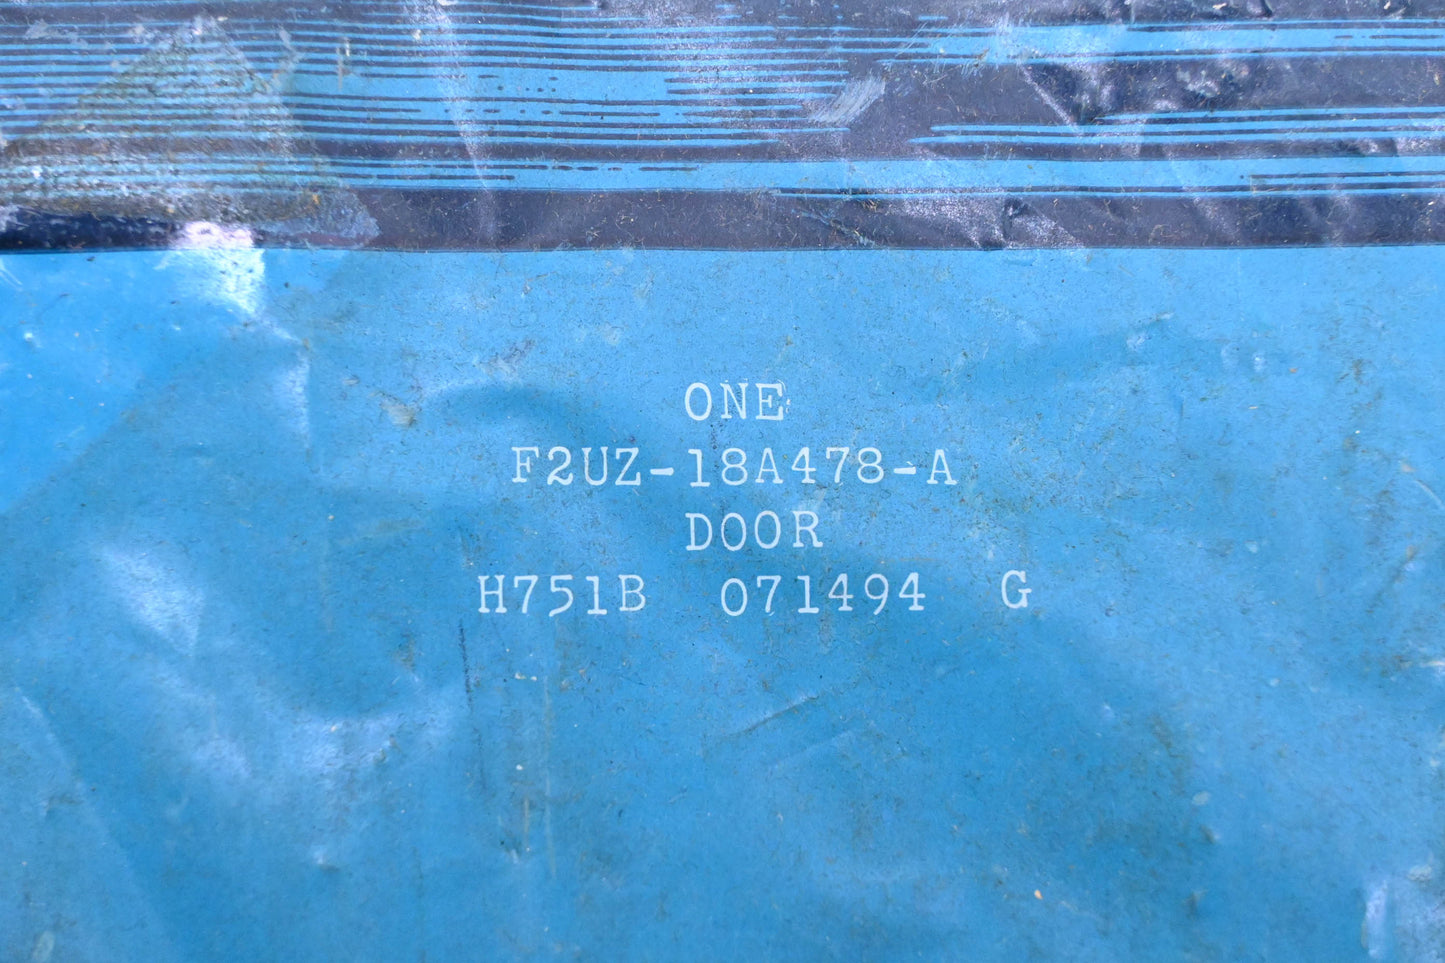 ONE
F2UZ-18A478-A
DOOR
H751B 071494 G